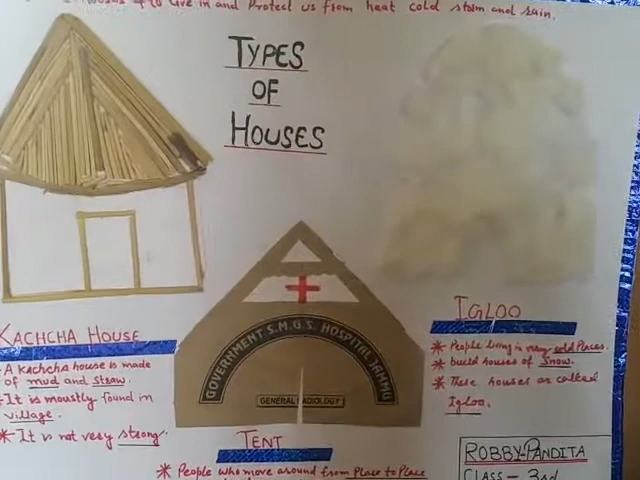 to live in and Protect us from heat cold storm and rain.
TYPES
OF
HOUSES
KACHCHA HOUSE
A kachcha house is made
of mud and straw.
It is moustly found in
village.
* It is not very strong.
GOVERNMENT S.M.G.S. HOSPITAL JAMMU
GENERAL RADIOLOGY
TENT
* People who move around from Place to Place
IGLOO
* People living in very cold Places.
* build houses of Snow.
* These houses are called
Igloo.
ROBBY-PANDITA
CLASS - 3rd